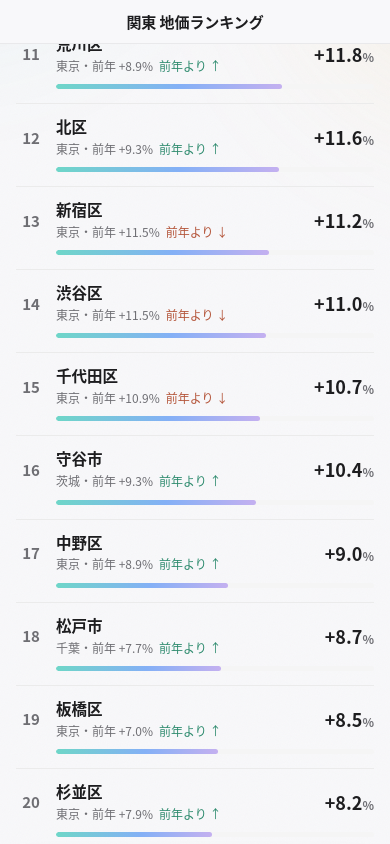 関東 地価ランキング
11
荒川区
東京・前年 +8.9% 前年より ↑
+11.8%
12
北区
東京・前年 +9.3% 前年より ↑
+11.6%
13
新宿区
東京・前年 +11.5% 前年より ↓
+11.2%
14
渋谷区
東京・前年 +11.5% 前年より ↓
+11.0%
15
千代田区
東京・前年 +10.9% 前年より ↓
+10.7%
16
守谷市
茨城・前年 +9.3% 前年より ↑
+10.4%
17
中野区
東京・前年 +8.9% 前年より ↑
+9.0%
18
松戸市
千葉・前年 +7.7% 前年より ↑
+8.7%
19
板橋区
東京・前年 +7.0% 前年より ↑
+8.5%
20
杉並区
東京・前年 +7.9% 前年より ↑
+8.2%